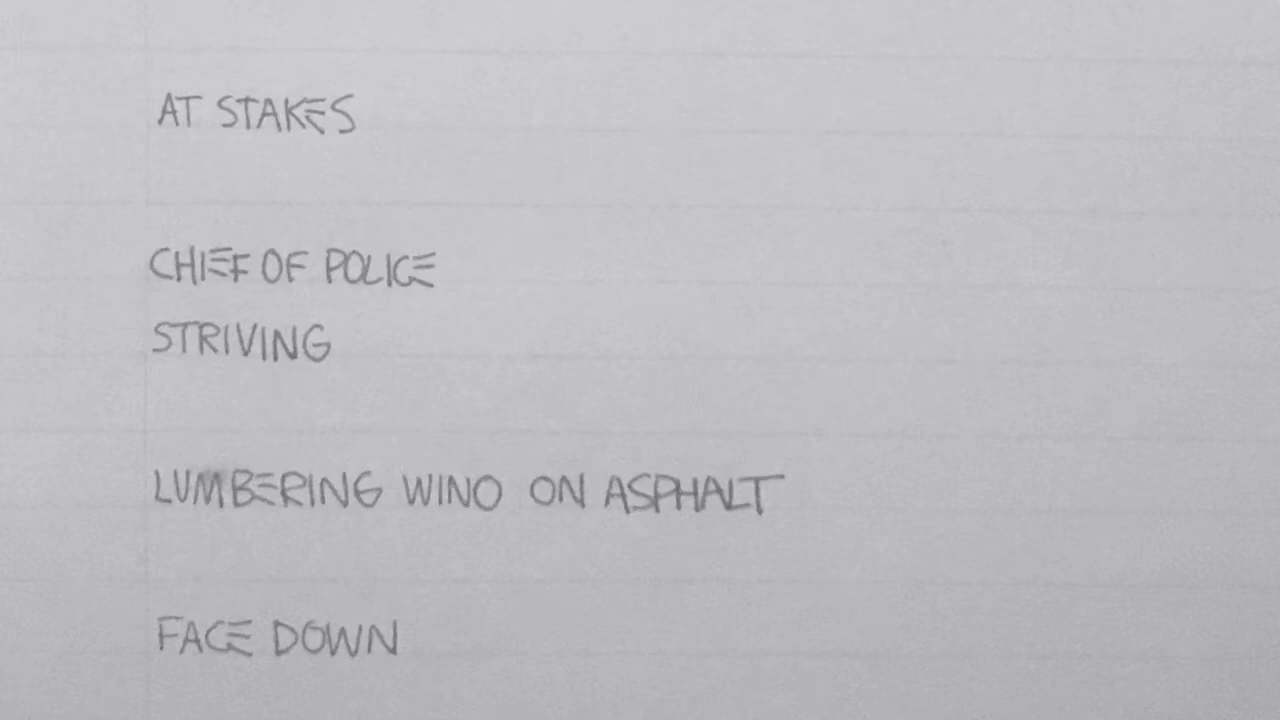 AT STAKES
CHIEF OF POLICE
STRIVING
LUMBERING WINO ON ASPHALT
FACE DOWN